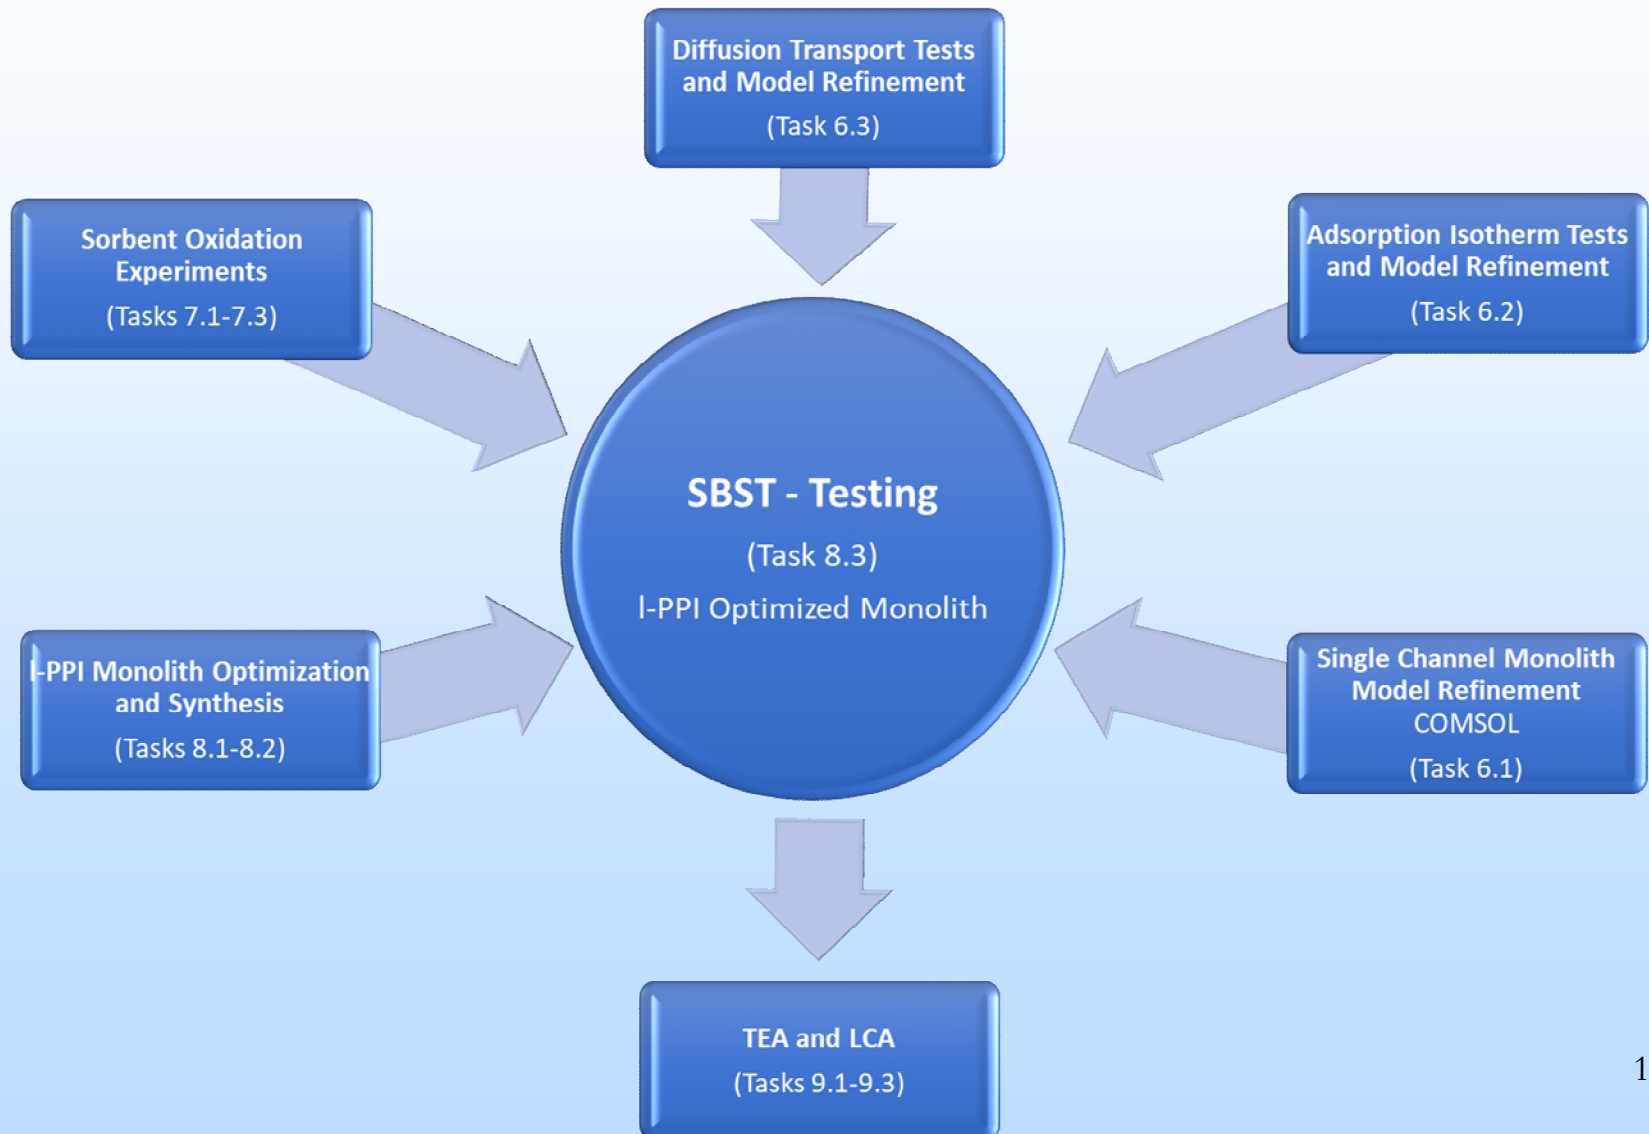 Diffusion Transport Tests
and Model Refinement
(Task 6.3)
Sorbent Oxidation
Experiments
(Tasks 7.1-7.3)
Adsorption Isotherm Tests
and Model Refinement
(Task 6.2)
SBST - Testing
(Task 8.3)
l-PPI Optimized Monolith
l-PPI Monolith Optimization
and Synthesis
(Tasks 8.1-8.2)
Single Channel Monolith
Model Refinement
COMSOL
(Task 6.1)
TEA and LCA
(Tasks 9.1-9.3)
1